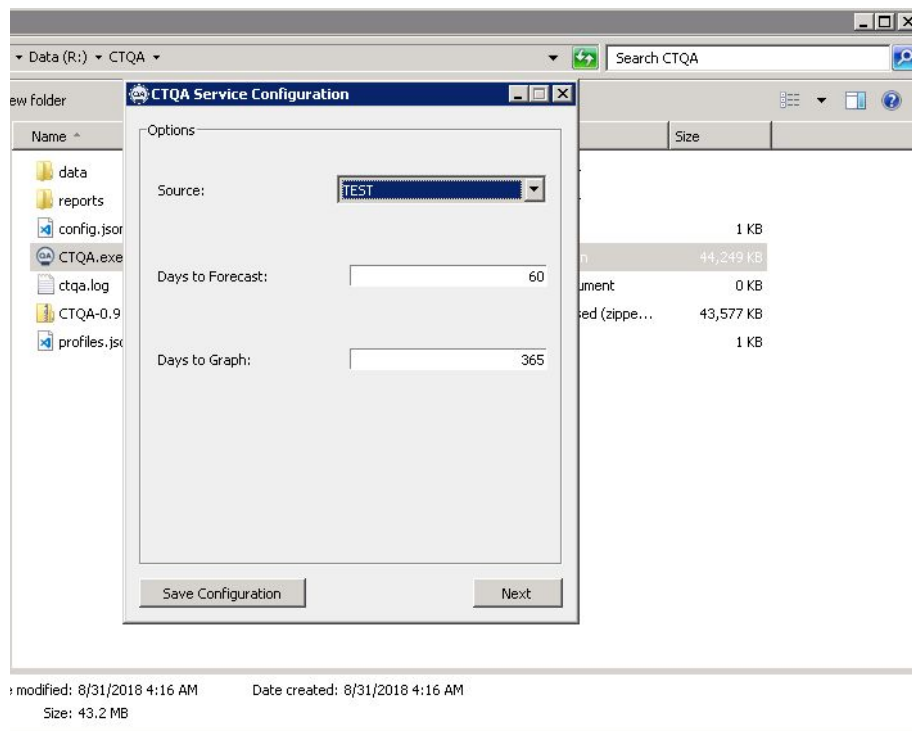 Data (R:) CTQA
Search CTQA
ew folder
CTQA Service Configuration
Name
Size
Options
data
reports
config.jsor
1 KB
CTQA.exe
n
44,249 KB
ctqa.log
ument
0 KB
CTQA-0.9
sed (zippe...
43,577 KB
profiles.jsc
1 KB
Source:
TEST
Days to Forecast:
60
Days to Graph:
365
Save Configuration
Next
modified: 8/31/2018 4:16 AM
Date created: 8/31/2018 4:16 AM
Size: 43.2 MB